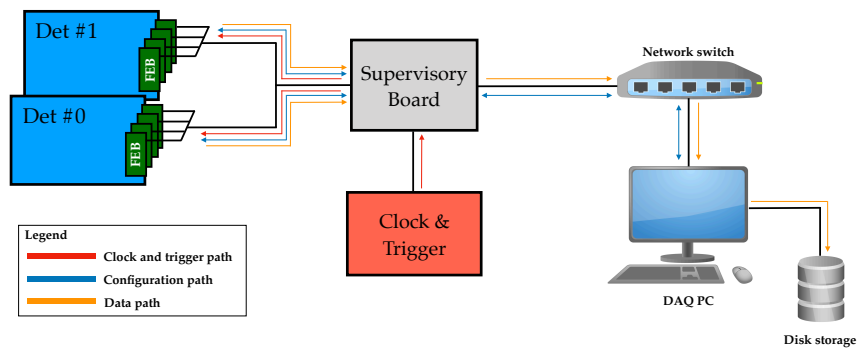 Det #1
FEB
Det #0
FEB
Supervisory
Board
Network switch
Clock &
Trigger
DAQ PC
Disk storage
Legend
Clock and trigger path
Configuration path
Data path